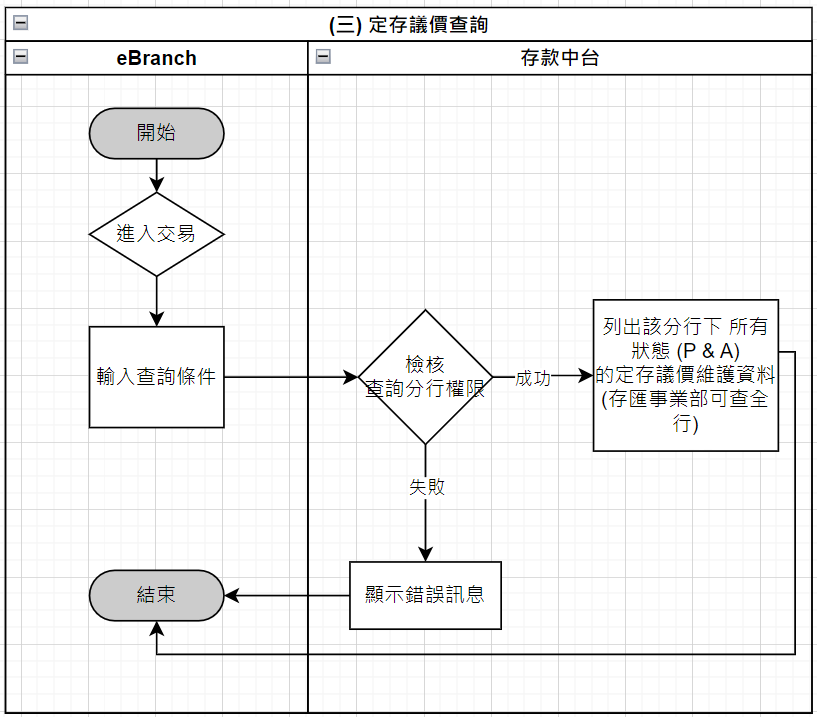 (三) 定存議價查詢
eBranch
存款中台
開始
進入交易
輸入查詢條件
檢核
查詢分行權限
成功
列出該分行下 所有
狀態 (P & A)
的定存議價維護資料
(存匯事業部可查全
行)
失敗
顯示錯誤訊息
結束